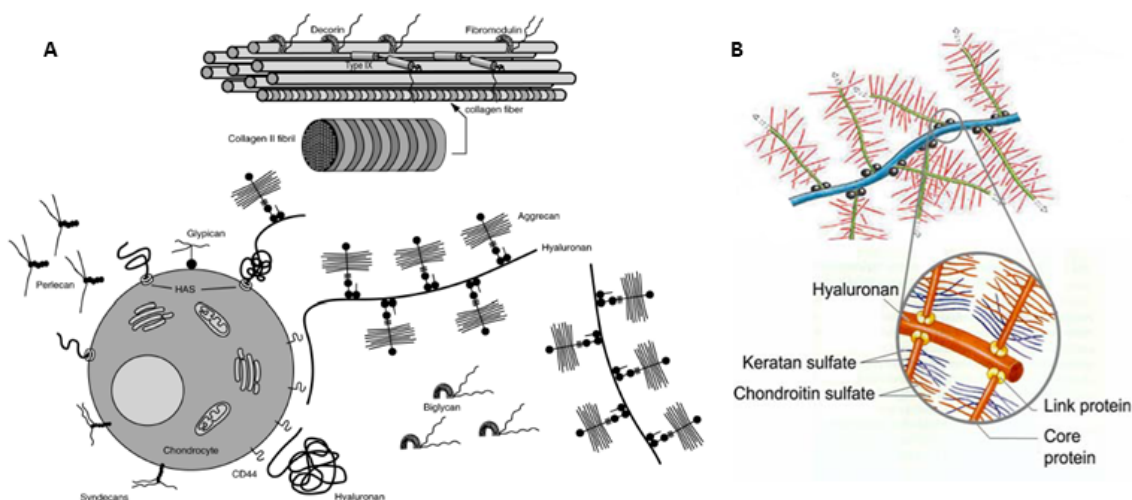 A
Decorin
Fibromodulin
Type IX
collagen fiber
Collagen II fibril
Aggrecan
Hyaluronan
Glypican
HAS
Perlecan
Biglycan
Chondrocyte
CD44
Syndecans
Hyaluronan
B
Hyaluronan
Keratan sulfate
Chondroitin sulfate
Link protein
Core
protein